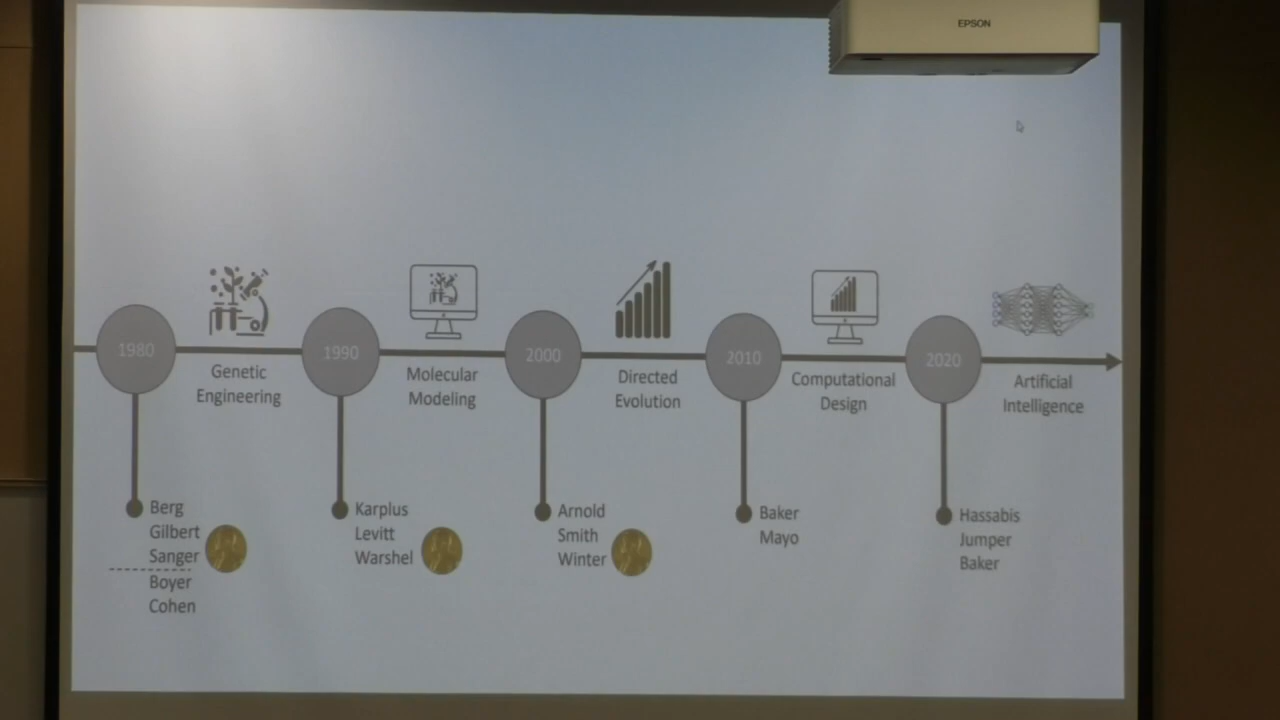 EPSON
1980
Genetic
Engineering
1990
Molecular
Modeling
2000
Directed
Evolution
2010
Computational
Design
2020
Artificial
Intelligence
Berg
Gilbert
Sanger
Boyer
Cohen
Karplus
Levitt
Warshel
Arnold
Smith
Winter
Baker
Mayo
Hassabis
Jumper
Baker